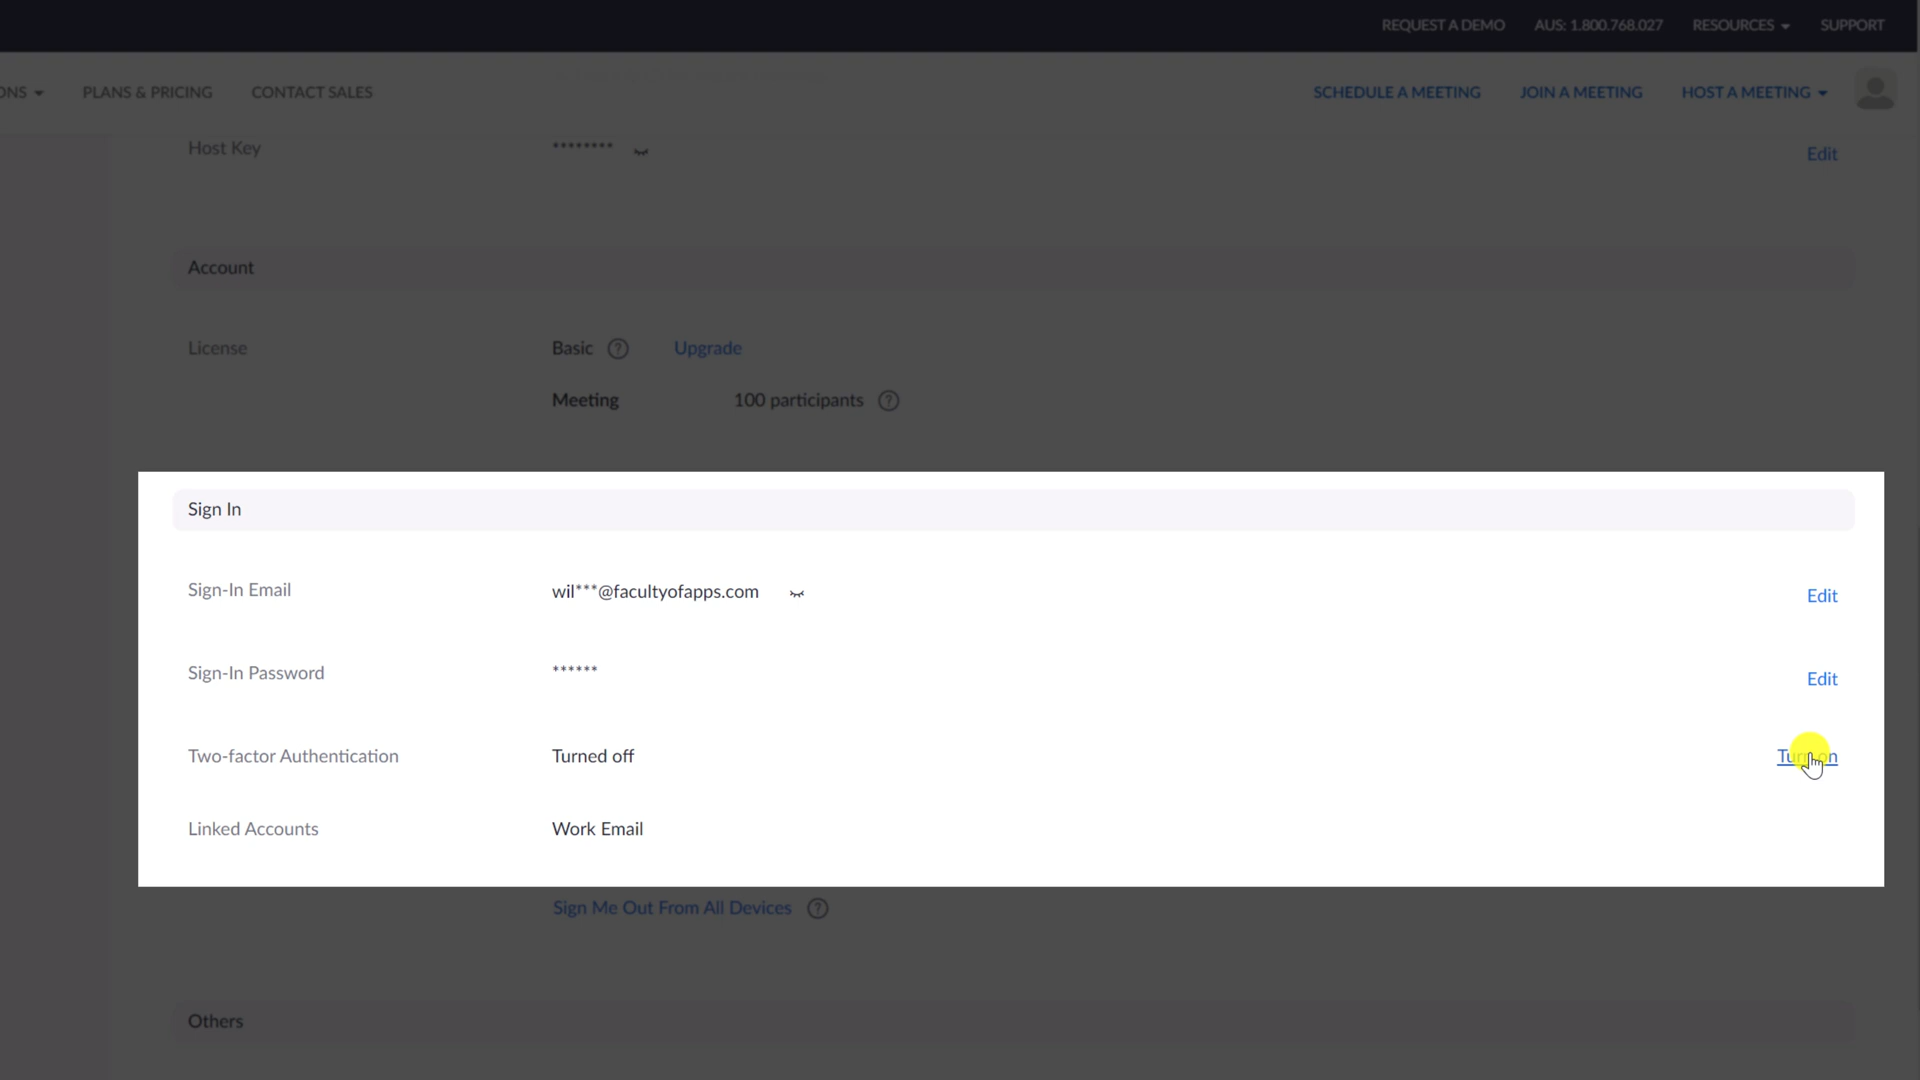 REQUEST A DEMO AUS: 1.800.768.027 RESOURCES SUPPORT
ONS PLANS & PRICING CONTACT SALES SCHEDULE A MEETING JOIN A MEETING HOST A MEETING
Host Key ******** Edit
Account
License Basic ? Upgrade
Meeting 100 participants ?
Sign In
Sign-In Email wil***@facultyofapps.com Edit
Sign-In Password ****** Edit
Two-factor Authentication Turned off Turn on
Linked Accounts Work Email
Sign Me Out From All Devices ?
Others